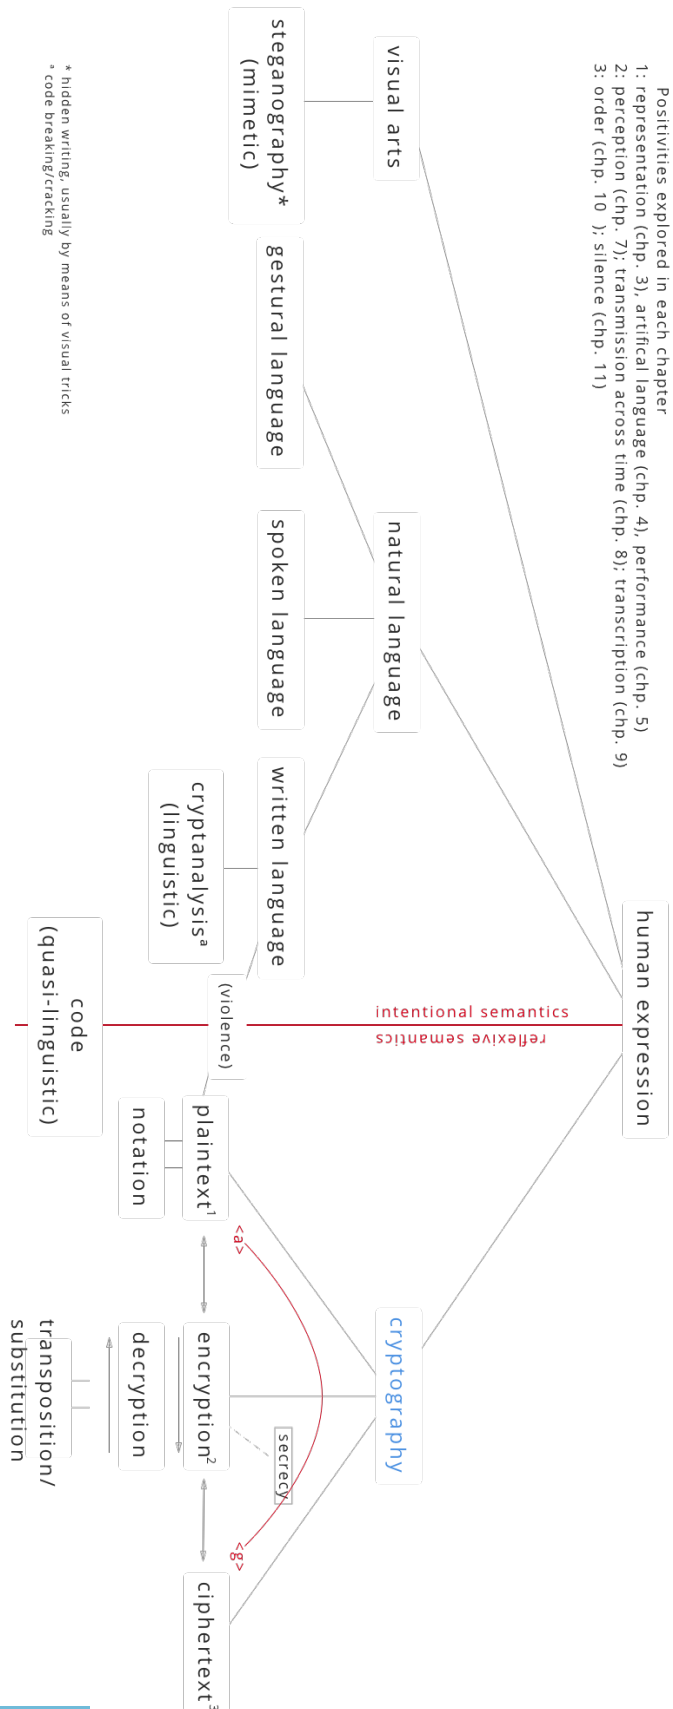 Positivities explored in each chapter
1: representation (chp. 3), artifical language (chp. 4), performance (chp. 5)
2: perception (chp. 7); transmission across time (chp. 8); transcription (chp. 9)
3: order (chp. 10 ); silence (chp. 11)
human expression
visual arts
natural language
intentional semantics
reflexive semantics
cryptography
steganography*
(mimetic)
gestural language
spoken language
written language
cryptanalysisª
(linguistic)
(violence)
<a>
secrecy
<g>
plaintext¹
encryption²
ciphertext³
notation
decryption
code
(quasi-linguistic)
transposition/
substitution
* hidden writing, usually by means of visual tricks
ª code breaking/cracking